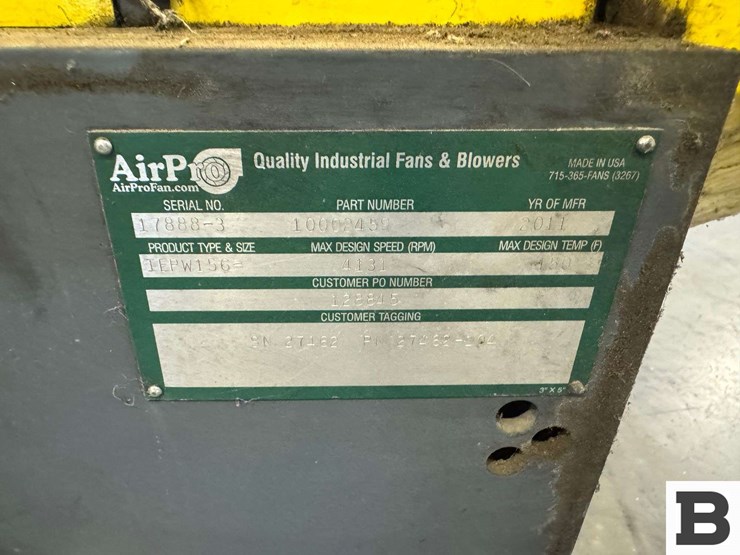 AirPro
AirProFan.com
Quality Industrial Fans & Blowers
MADE IN USA
715-365-FANS (3267)
SERIAL NO. PART NUMBER YR OF MFR
17888-3 2011
PRODUCT TYPE & SIZE MAX DESIGN SPEED (RPM) MAX DESIGN TEMP (F)
4131
CUSTOMER PO NUMBER
CUSTOMER TAGGING
SN 27462
3" X 5"
B